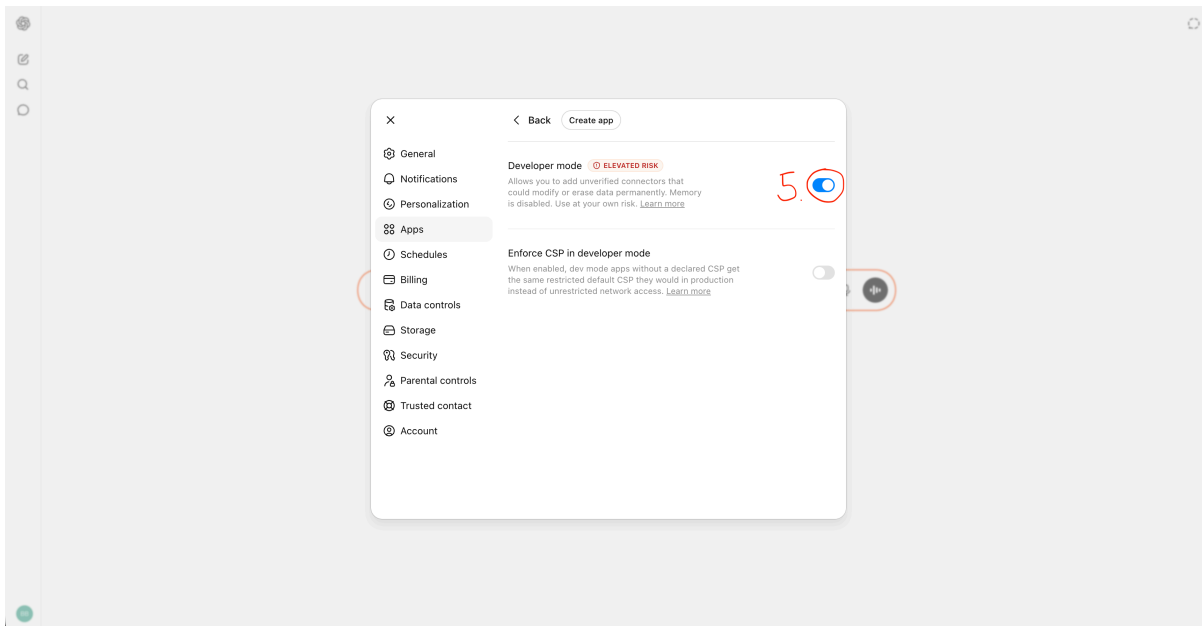 Back
Create app
General
Notifications
Personalization
Apps
Schedules
Billing
Data controls
Storage
Security
Parental controls
Trusted contact
Account
Developer mode ELEVATED RISK
Allows you to add unverified connectors that
could modify or erase data permanently. Memory
is disabled. Use at your own risk. Learn more
5.
Enforce CSP in developer mode
When enabled, dev mode apps without a declared CSP get
the same restricted default CSP they would in production
instead of unrestricted network access. Learn more